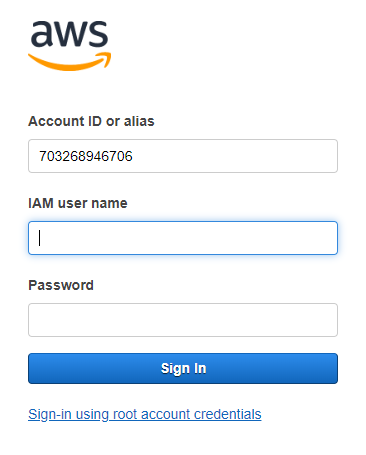 aws
Account ID or alias
703268946706
IAM user name
Password
Sign In
Sign-in using root account credentials